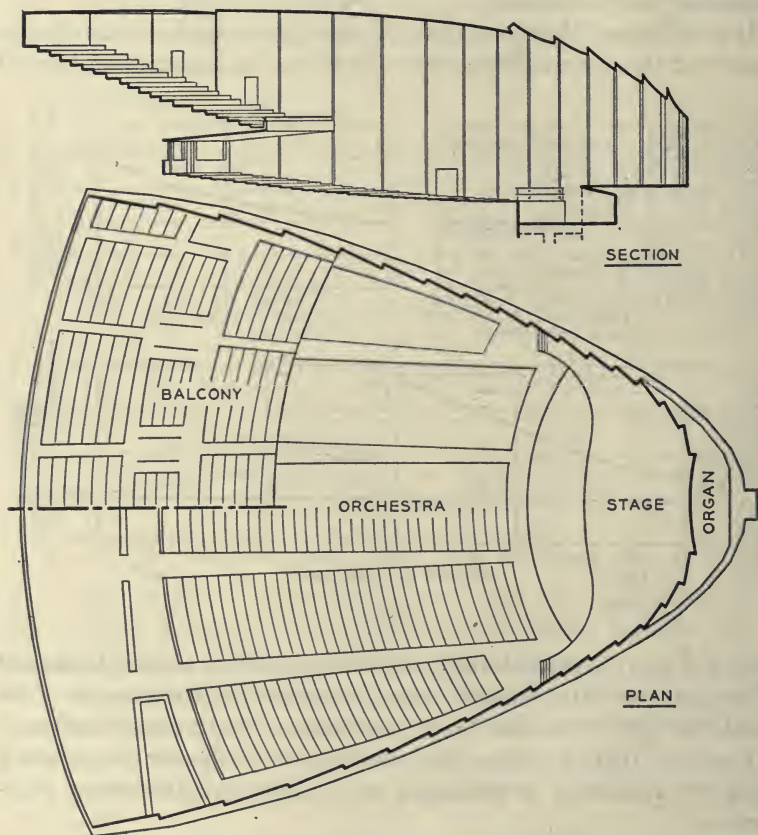 SECTION
BALCONY
ORCHESTRA
STAGE
ORGAN
PLAN